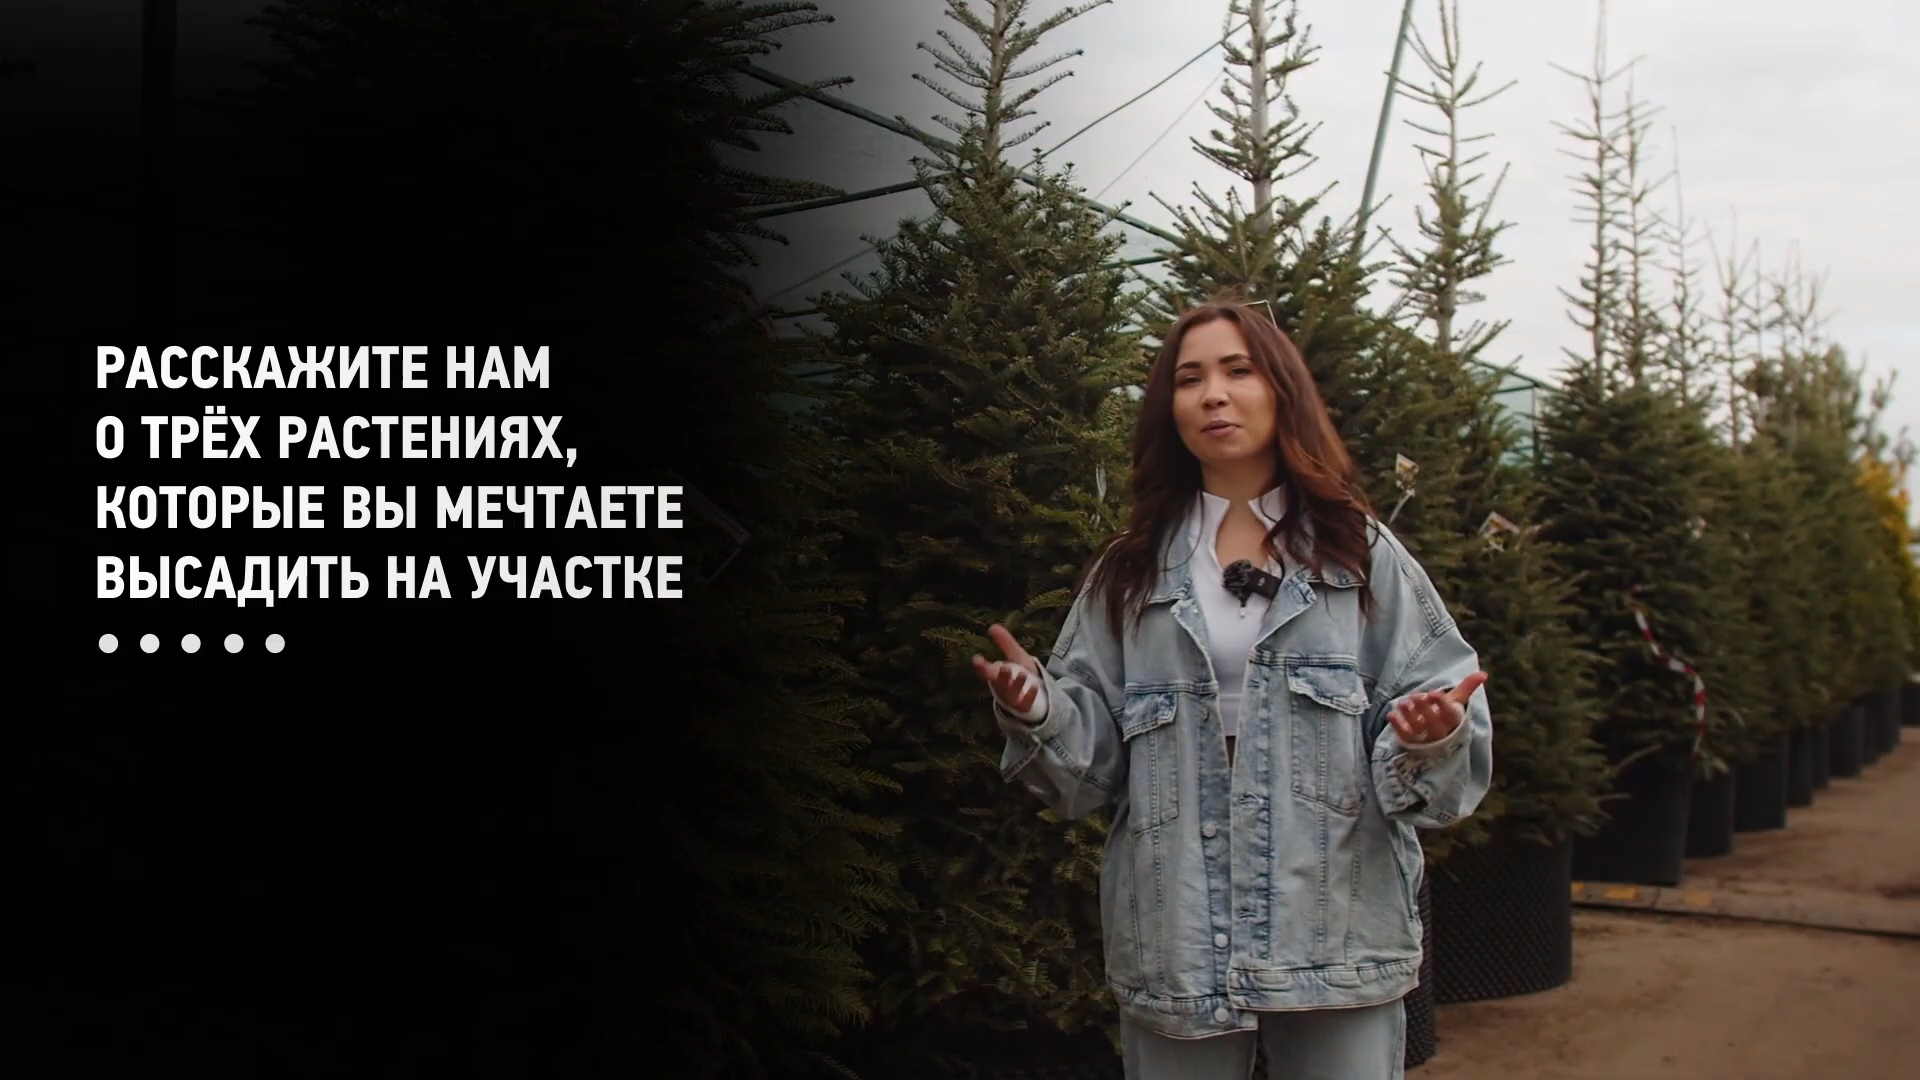 РАССКАЖИТЕ НАМ
О ТРЁХ РАСТЕНИЯХ,
КОТОРЫЕ ВЫ МЕЧТАЕТЕ
ВЫСАДИТЬ НА УЧАСТКЕ